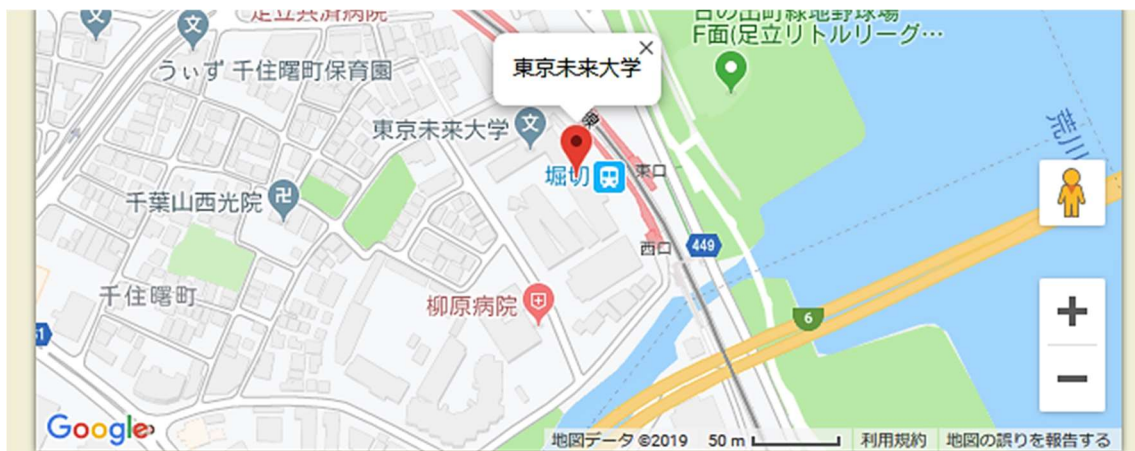 足立共済病院
日の出町緑地野球場
F面(足立リトルリーグ…
東京未来大学
うぃず 千住曙町保育園
東京未来大学
線
荒川
堀切
東口
千葉山西光院
西口
449
千住曙町
柳原病院
6
61
Google
地図データ ©2019
50 m
利用規約
地図の誤りを報告する